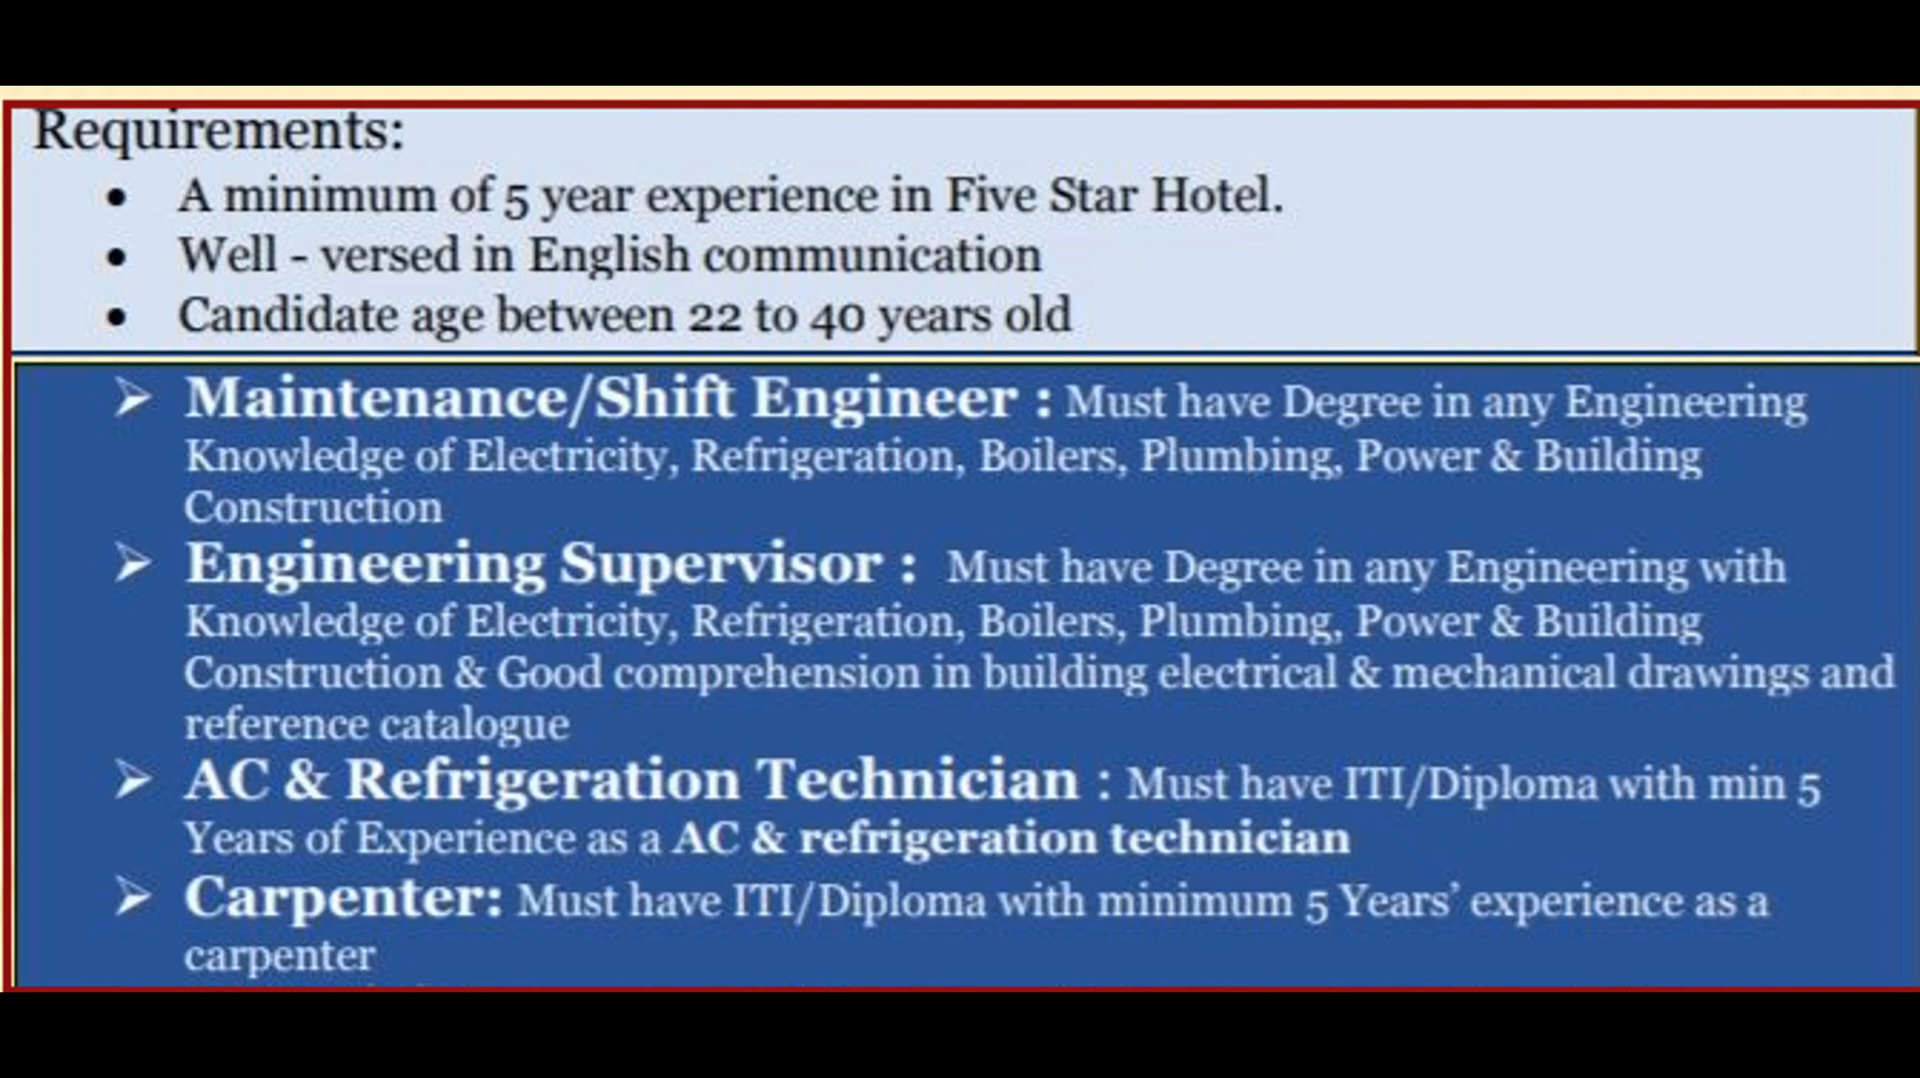 Requirements:
• A minimum of 5 year experience in Five Star Hotel.
• Well - versed in English communication
• Candidate age between 22 to 40 years old
➢ Maintenance/Shift Engineer : Must have Degree in any Engineering
Knowledge of Electricity, Refrigeration, Boilers, Plumbing, Power & Building
Construction
➢ Engineering Supervisor : Must have Degree in any Engineering with
Knowledge of Electricity, Refrigeration, Boilers, Plumbing, Power & Building
Construction & Good comprehension in building electrical & mechanical drawings and
reference catalogue
➢ AC & Refrigeration Technician : Must have ITI/Diploma with min 5
Years of Experience as a AC & refrigeration technician
➢ Carpenter: Must have ITI/Diploma with minimum 5 Years’ experience as a
carpenter